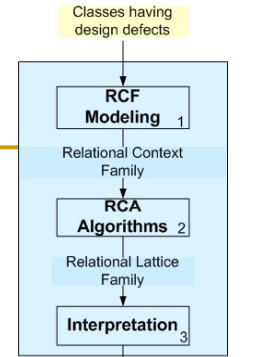 Classes having
design defects
RCF
Modeling 1
Relational Context
Family
RCA
Algorithms 2
Relational Lattice
Family
Interpretation 3